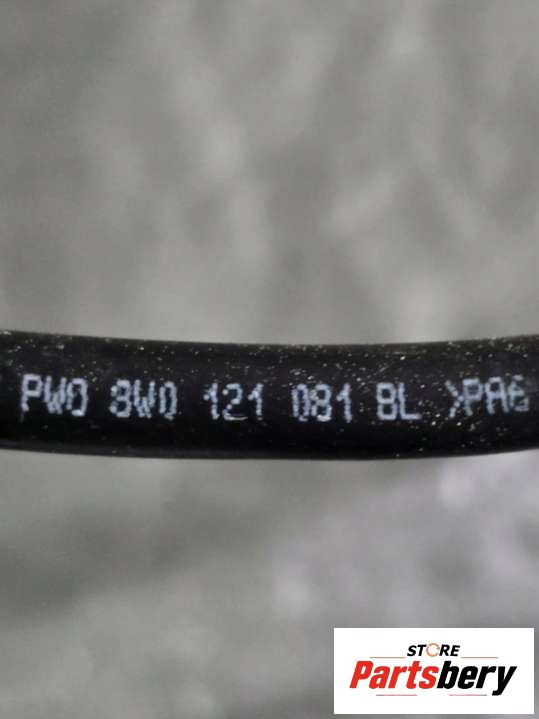 PWO 8W0 121 081 BL >PA6
STORE
Partsbery